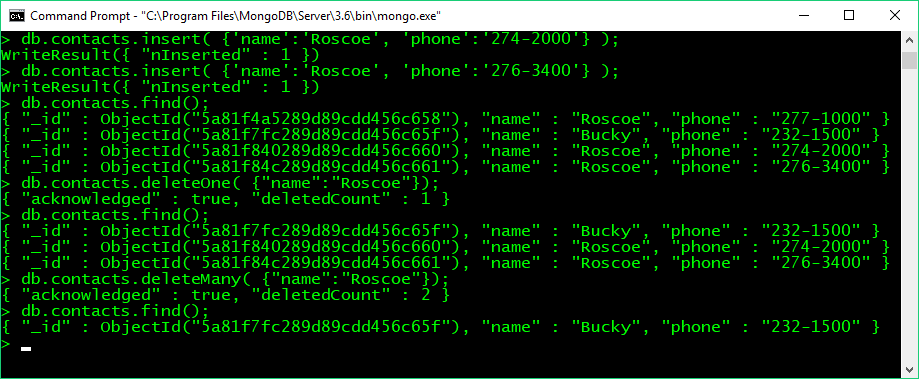 Command Prompt - "C:\Program Files\MongoDB\Server\3.6\bin\mongo.exe"
> db.contacts.insert( {'name':'Roscoe', 'phone':'274-2000'} );
WriteResult({ "nInserted" : 1 })
> db.contacts.insert( {'name':'Roscoe', 'phone':'276-3400'} );
WriteResult({ "nInserted" : 1 })
> db.contacts.find();
{ "_id" : ObjectId("5a81f4a5289d89cdd456c658"), "name" : "Roscoe", "phone" : "277-1000" }
{ "_id" : ObjectId("5a81f7fc289d89cdd456c65f"), "name" : "Bucky", "phone" : "232-1500" }
{ "_id" : ObjectId("5a81f840289d89cdd456c660"), "name" : "Roscoe", "phone" : "274-2000" }
{ "_id" : ObjectId("5a81f84c289d89cdd456c661"), "name" : "Roscoe", "phone" : "276-3400" }
> db.contacts.deleteOne( {"name":"Roscoe"});
{ "acknowledged" : true, "deletedCount" : 1 }
> db.contacts.find();
{ "_id" : ObjectId("5a81f7fc289d89cdd456c65f"), "name" : "Bucky", "phone" : "232-1500" }
{ "_id" : ObjectId("5a81f840289d89cdd456c660"), "name" : "Roscoe", "phone" : "274-2000" }
{ "_id" : ObjectId("5a81f84c289d89cdd456c661"), "name" : "Roscoe", "phone" : "276-3400" }
> db.contacts.deleteMany( {"name":"Roscoe"});
{ "acknowledged" : true, "deletedCount" : 2 }
> db.contacts.find();
{ "_id" : ObjectId("5a81f7fc289d89cdd456c65f"), "name" : "Bucky", "phone" : "232-1500" }
>